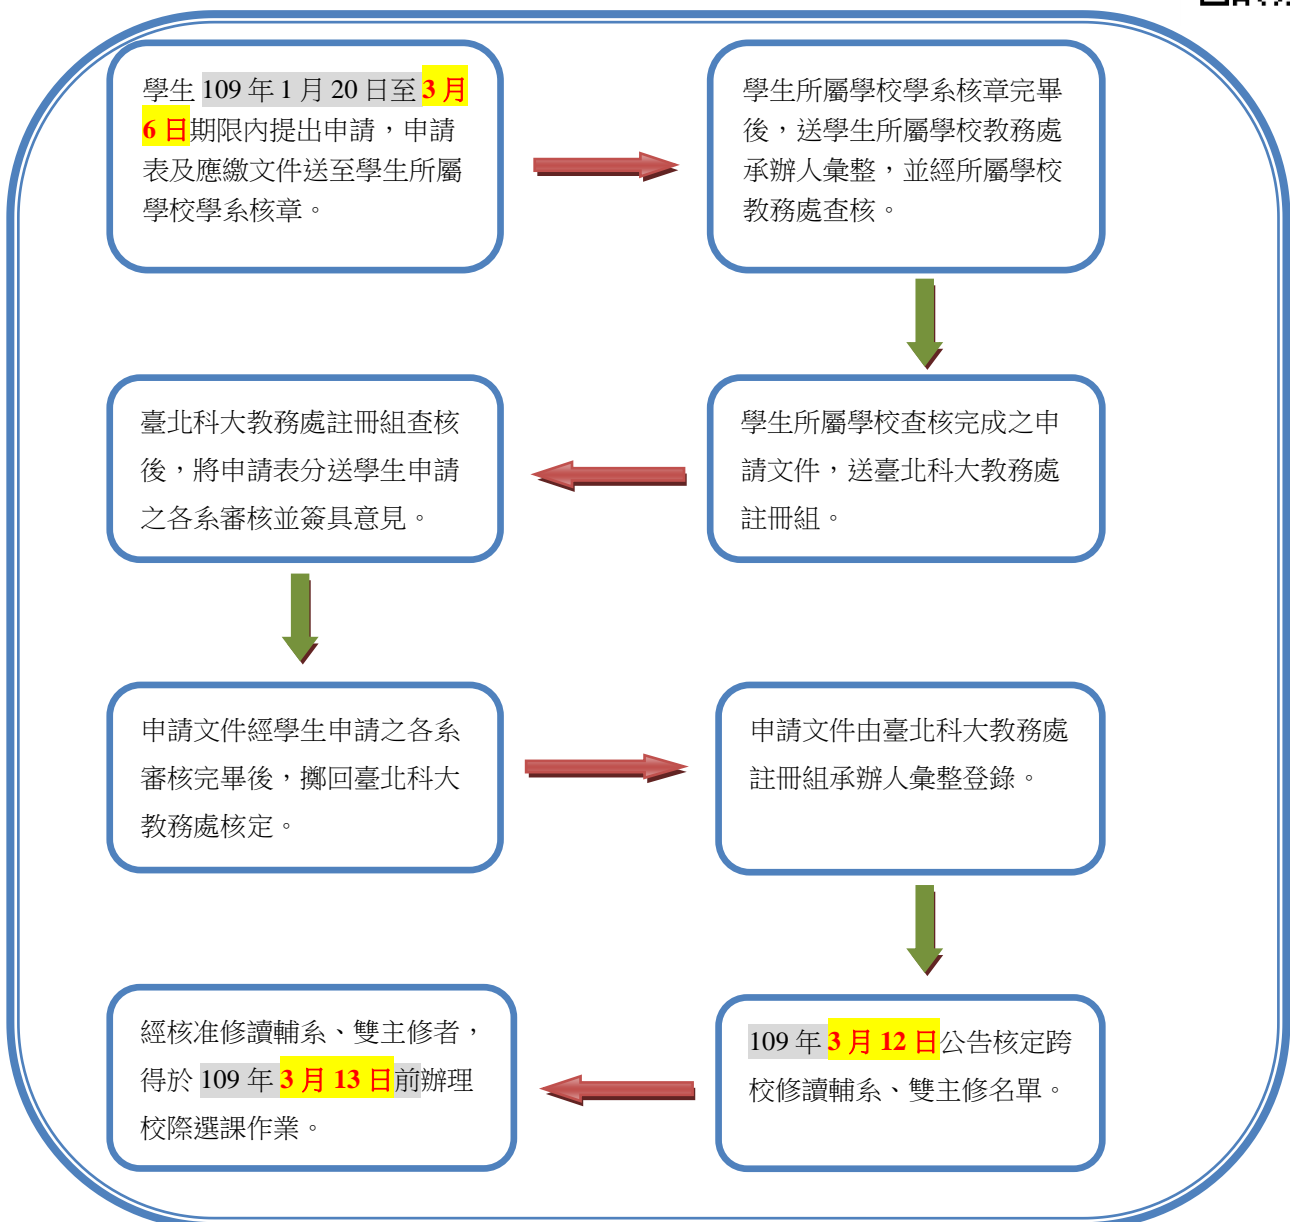 學生 109 年 1 月 20 日至 3 月
6 日期限內提出申請，申請
表及應繳文件送至學生所屬
學校學系核章。
學生所屬學校學系核章完畢
後，送學生所屬學校教務處
承辦人彙整，並經所屬學校
教務處查核。
學生所屬學校查核完成之申
請文件，送臺北科大教務處
註冊組。
臺北科大教務處註冊組查核
後，將申請表分送學生申請
之各系審核並簽具意見。
申請文件經學生申請之各系
審核完畢後，擲回臺北科大
教務處核定。
申請文件由臺北科大教務處
註冊組承辦人彙整登錄。
109 年 3 月 12 日公告核定跨
校修讀輔系、雙主修名單。
經核准修讀輔系、雙主修者，
得於 109 年 3 月 13 日前辦理
校際選課作業。